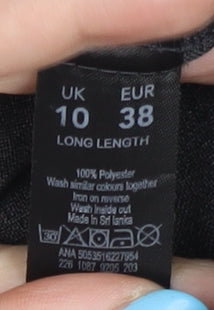 UK EUR
10 38
LONG LENGTH
100% Polyester
Wash similar colours together
Iron on reverse
Wash inside out
Made in Sri lanka
30
ANA 5053516227954
226 1087 9205 203